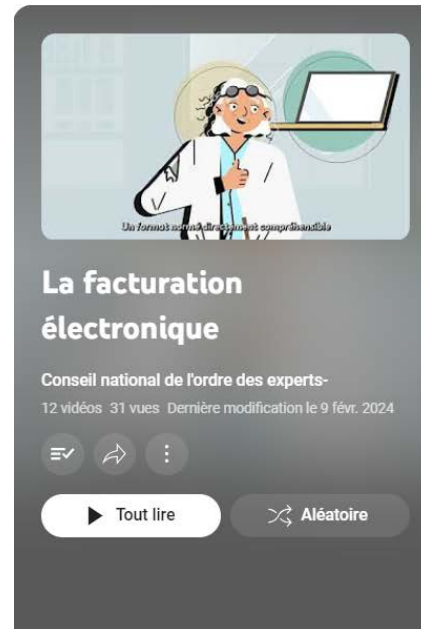 Un format normé directement compréhensible
La facturation
électronique
Conseil national de l'ordre des experts-
12 vidéos 31 vues Dernière modification le 9 févr. 2024
Tout lire
Aléatoire